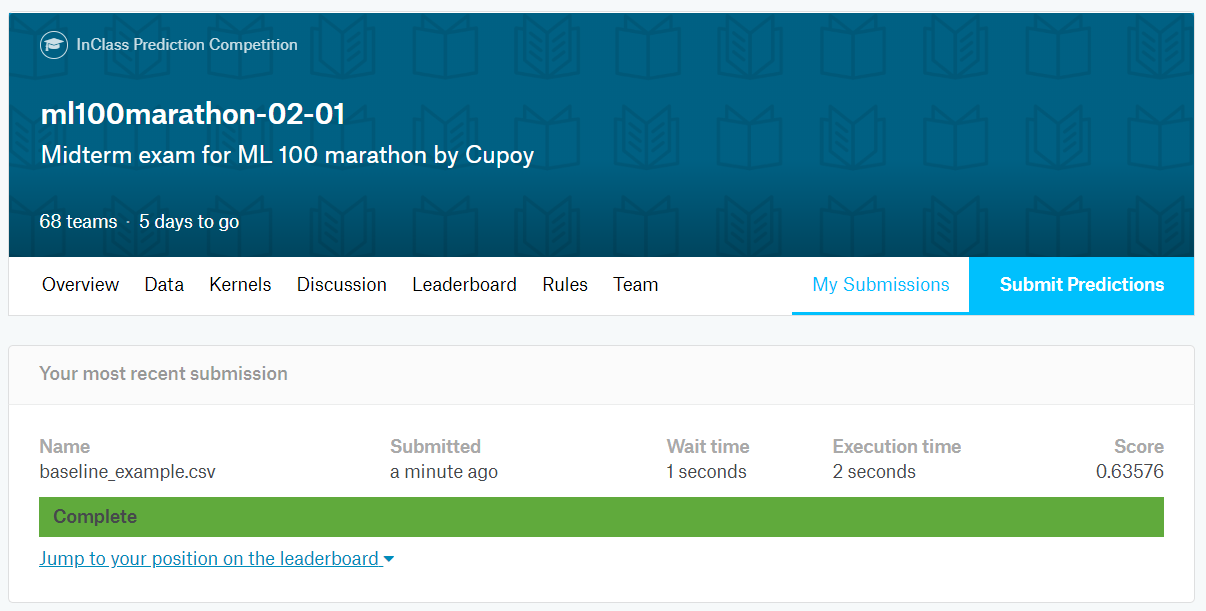 InClass Prediction Competition
ml100marathon-02-01
Midterm exam for ML 100 marathon by Cupoy
68 teams · 5 days to go
Overview Data Kernels Discussion Leaderboard Rules Team My Submissions Submit Predictions
Your most recent submission
Name Submitted Wait time Execution time Score
baseline_example.csv a minute ago 1 seconds 2 seconds 0.63576
Complete
Jump to your position on the leaderboard